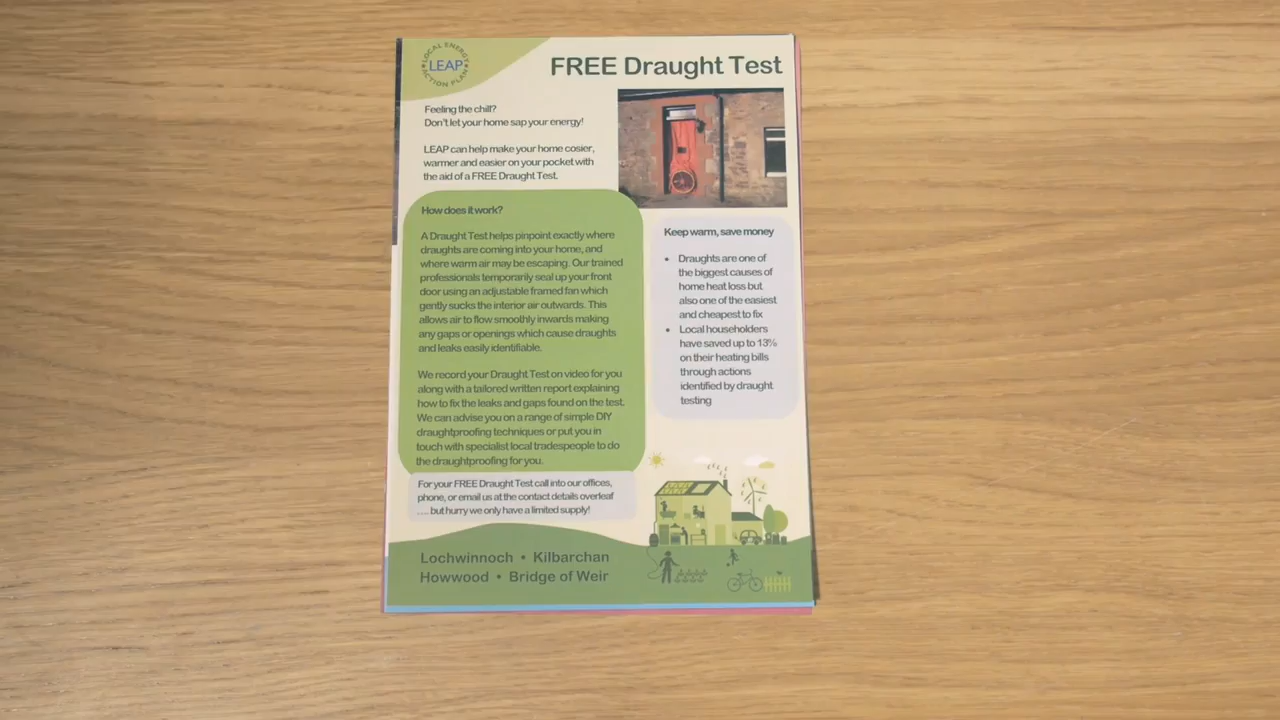 LOCAL ENERGY
LEAP
ACTION PLAN
FREE Draught Test
Feeling the chill?
Don't let your home sap your energy!
LEAP can help make your home cosier,
warmer and easier on your pocket with
the aid of a FREE Draught Test.
How does it work?
A Draught Test helps pinpoint exactly where
draughts are coming into your home, and
where warm air may be escaping. Our trained
professionals temporarily seal up your front
door using an adjustable framed fan which
gently sucks the interior air outwards. This
allows air to flow smoothly inwards making
any gaps or openings which cause draughts
and leaks easily identifiable.
We record your Draught Test on video for you
along with a tailored written report explaining
how to fix the leaks and gaps found on the test.
We can advise you on a range of simple DIY
draughtproofing techniques or put you in
touch with specialist local tradespeople to do
the draughtproofing for you.
For your FREE Draught Test call into our offices,
phone, or email us at the contact details overleaf
.... but hurry we only have a limited supply!
Keep warm, save money
• Draughts are one of
the biggest causes of
home heat loss but
also one of the easiest
and cheapest to fix
• Local householders
have saved up to 13%
on their heating bills
through actions
identified by draught
testing
Lochwinnoch • Kilbarchan
Howwood • Bridge of Weir